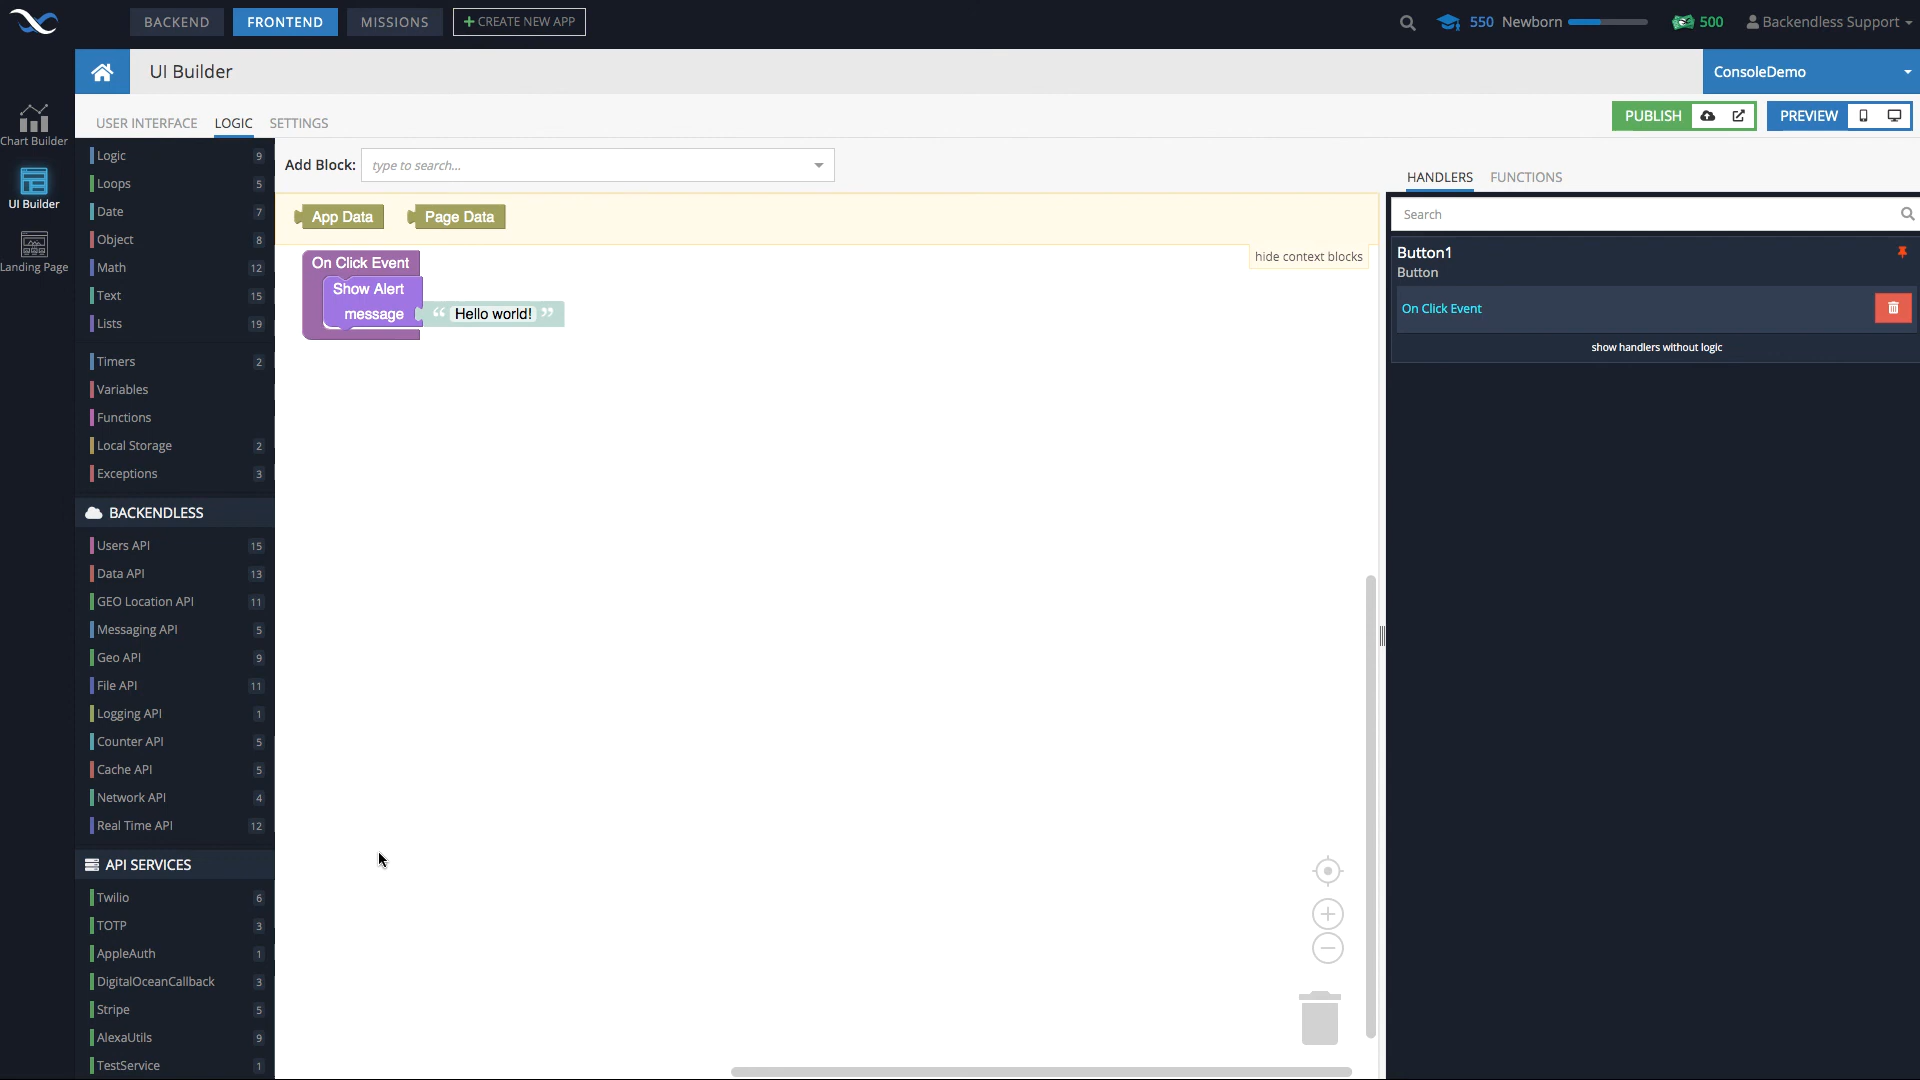 BACKEND
FRONTEND
MISSIONS
+ CREATE NEW APP
550 Newborn
500
Backendless Support
UI Builder
ConsoleDemo
Chart Builder
UI Builder
Landing Page
USER INTERFACE
LOGIC
SETTINGS
PUBLISH
PREVIEW
Logic 9
Loops 5
Date 7
Object 8
Math 12
Text 15
Lists 19
Timers 2
Variables
Functions
Local Storage 2
Exceptions 3
BACKENDLESS
Users API 15
Data API 13
GEO Location API 11
Messaging API 5
Geo API 9
File API 11
Logging API 1
Counter API 5
Cache API 5
Network API 4
Real Time API 12
API SERVICES
Twilio 6
TOTP 3
AppleAuth 1
DigitalOceanCallback 3
Stripe 5
AlexaUtils 9
TestService 1
Add Block:
type to search...
App Data
Page Data
hide context blocks
On Click Event
Show Alert
message
“ Hello world! ”
HANDLERS
FUNCTIONS
Search
Button1
Button
On Click Event
show handlers without logic